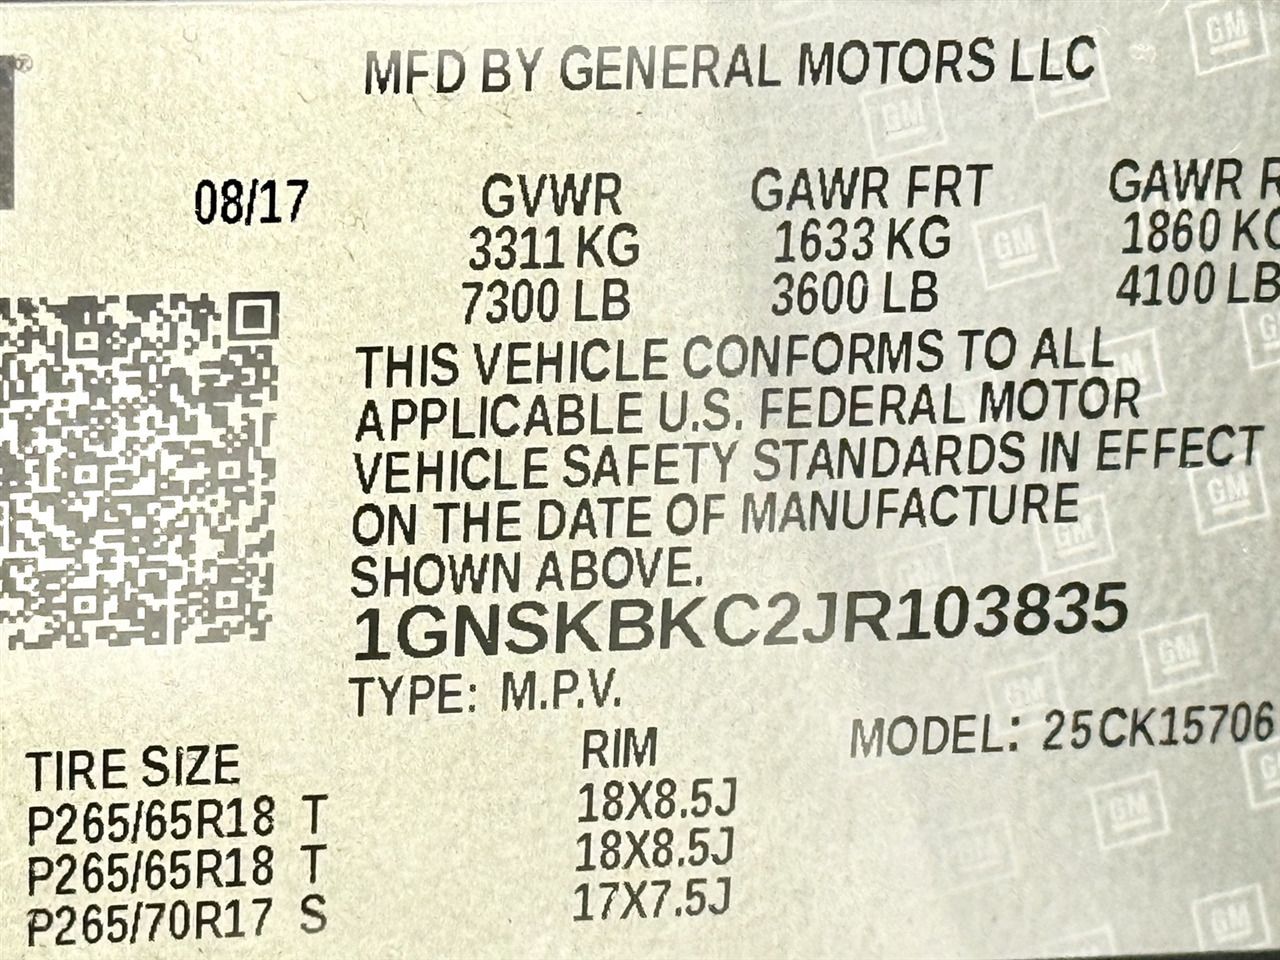 MFD BY GENERAL MOTORS LLC
08/17 GVWR GAWR FRT GAWR
3311 KG 1633 KG 1860 KG
7300 LB 3600 LB 4100 LB
THIS VEHICLE CONFORMS TO ALL
APPLICABLE U.S. FEDERAL MOTOR
VEHICLE SAFETY STANDARDS IN EFFECT
ON THE DATE OF MANUFACTURE
SHOWN ABOVE.
1GNSKBKC2JR103835
TYPE: M.P.V.
MODEL: 25CK15706
TIRE SIZE RIM
P265/65R18 T 18X8.5J
P265/65R18 T 18X8.5J
P265/70R17 S 17X7.5J